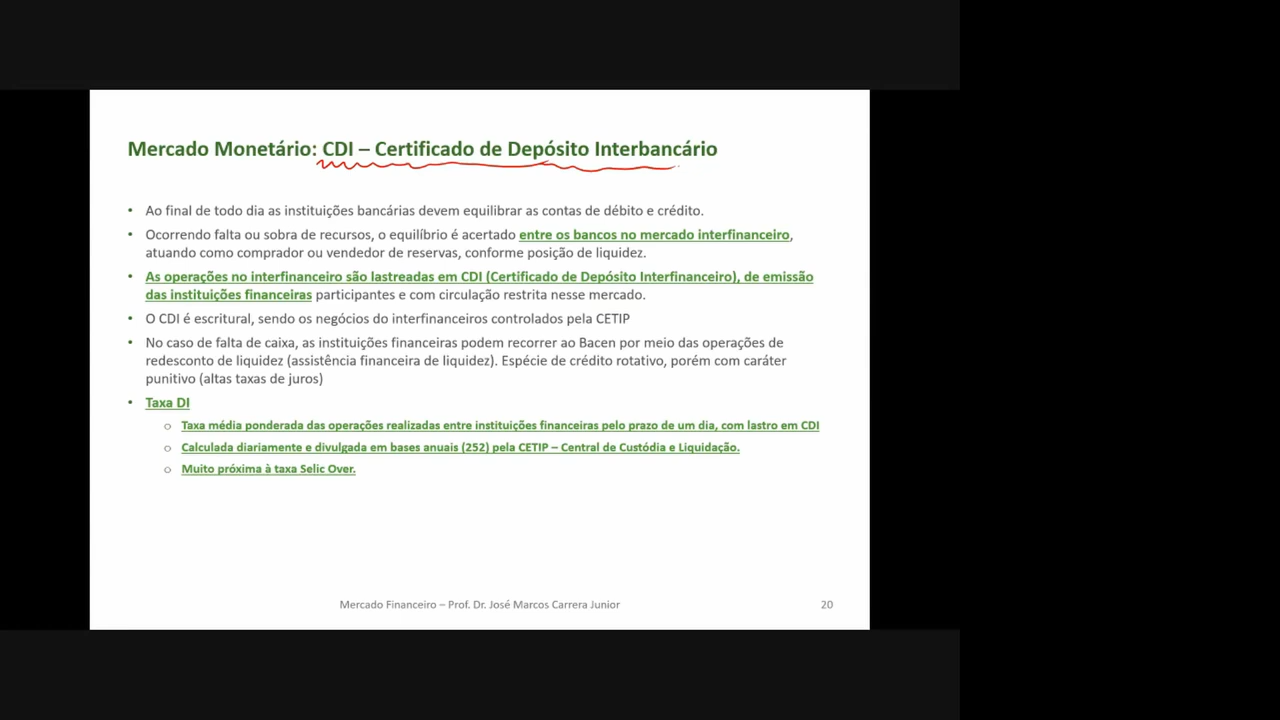 Mercado Monetário: CDI – Certificado de Depósito Interbancário
• Ao final de todo dia as instituições bancárias devem equilibrar as contas de débito e crédito.
• Ocorrendo falta ou sobra de recursos, o equilíbrio é acertado entre os bancos no mercado interfinanceiro,
atuando como comprador ou vendedor de reservas, conforme posição de liquidez.
• As operações no interfinanceiro são lastreadas em CDI (Certificado de Depósito Interfinanceiro), de emissão
das instituições financeiras participantes e com circulação restrita nesse mercado.
• O CDI é escritural, sendo os negócios do interfinanceiros controlados pela CETIP
• No caso de falta de caixa, as instituições financeiras podem recorrer ao Bacen por meio das operações de
redesconto de liquidez (assistência financeira de liquidez). Espécie de crédito rotativo, porém com caráter
punitivo (altas taxas de juros)
• Taxa DI
○ Taxa média ponderada das operações realizadas entre instituições financeiras pelo prazo de um dia, com lastro em CDI
○ Calculada diariamente e divulgada em bases anuais (252) pela CETIP – Central de Custódia e Liquidação.
○ Muito próxima à taxa Selic Over.
Mercado Financeiro – Prof. Dr. José Marcos Carrera Junior
20